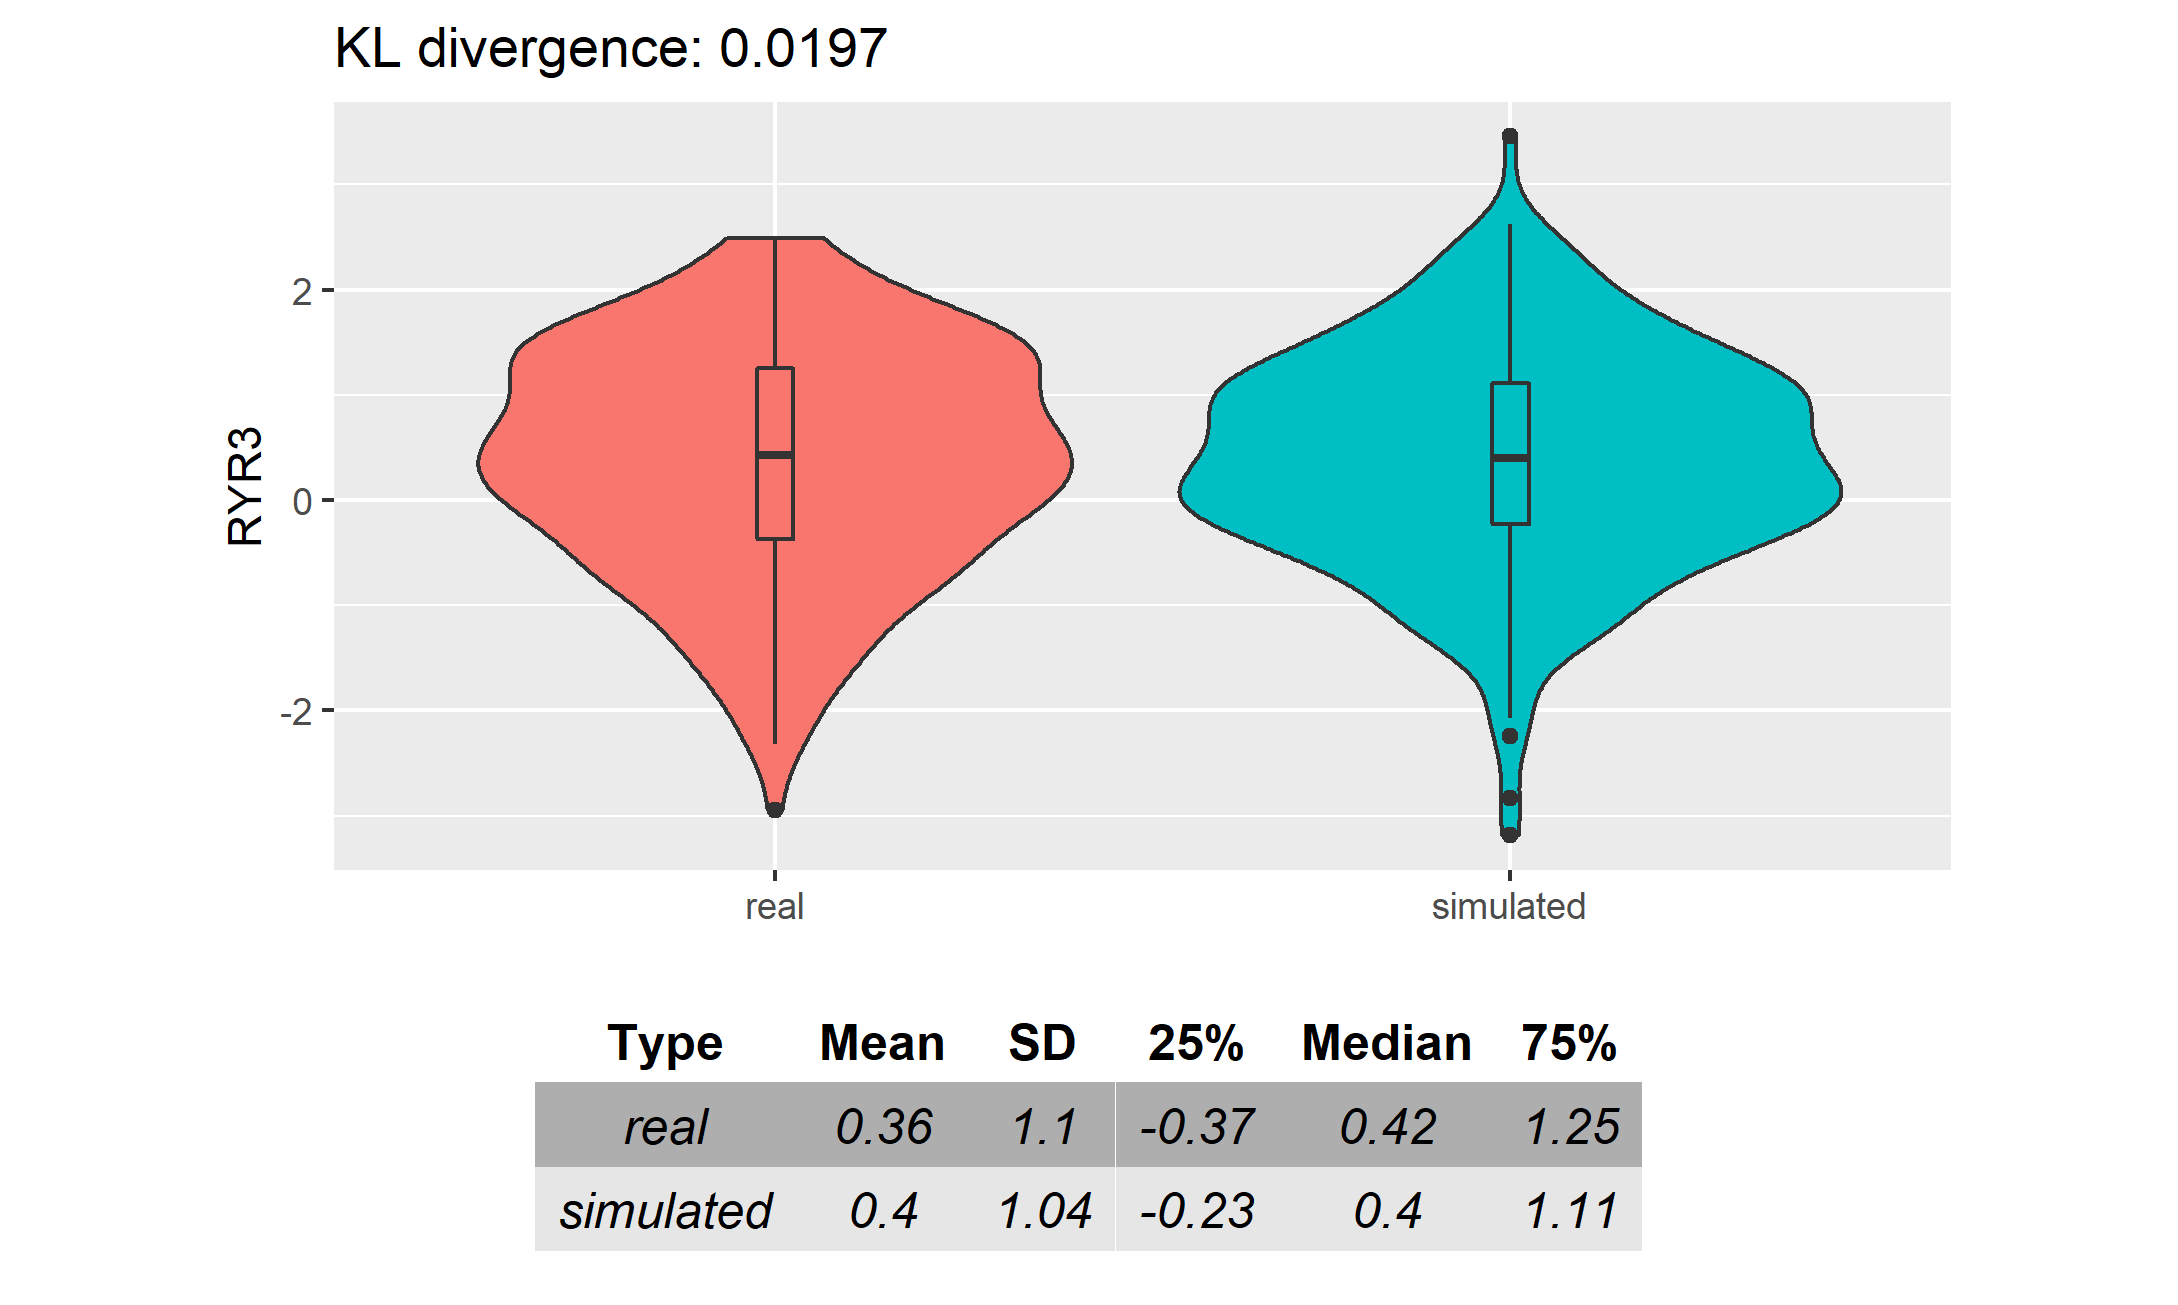 KL divergence: 0.0197
RYR3
2
0
-2
real simulated
Type Mean SD 25% Median 75%
real 0.36 1.1 -0.37 0.42 1.25
simulated 0.4 1.04 -0.23 0.4 1.11